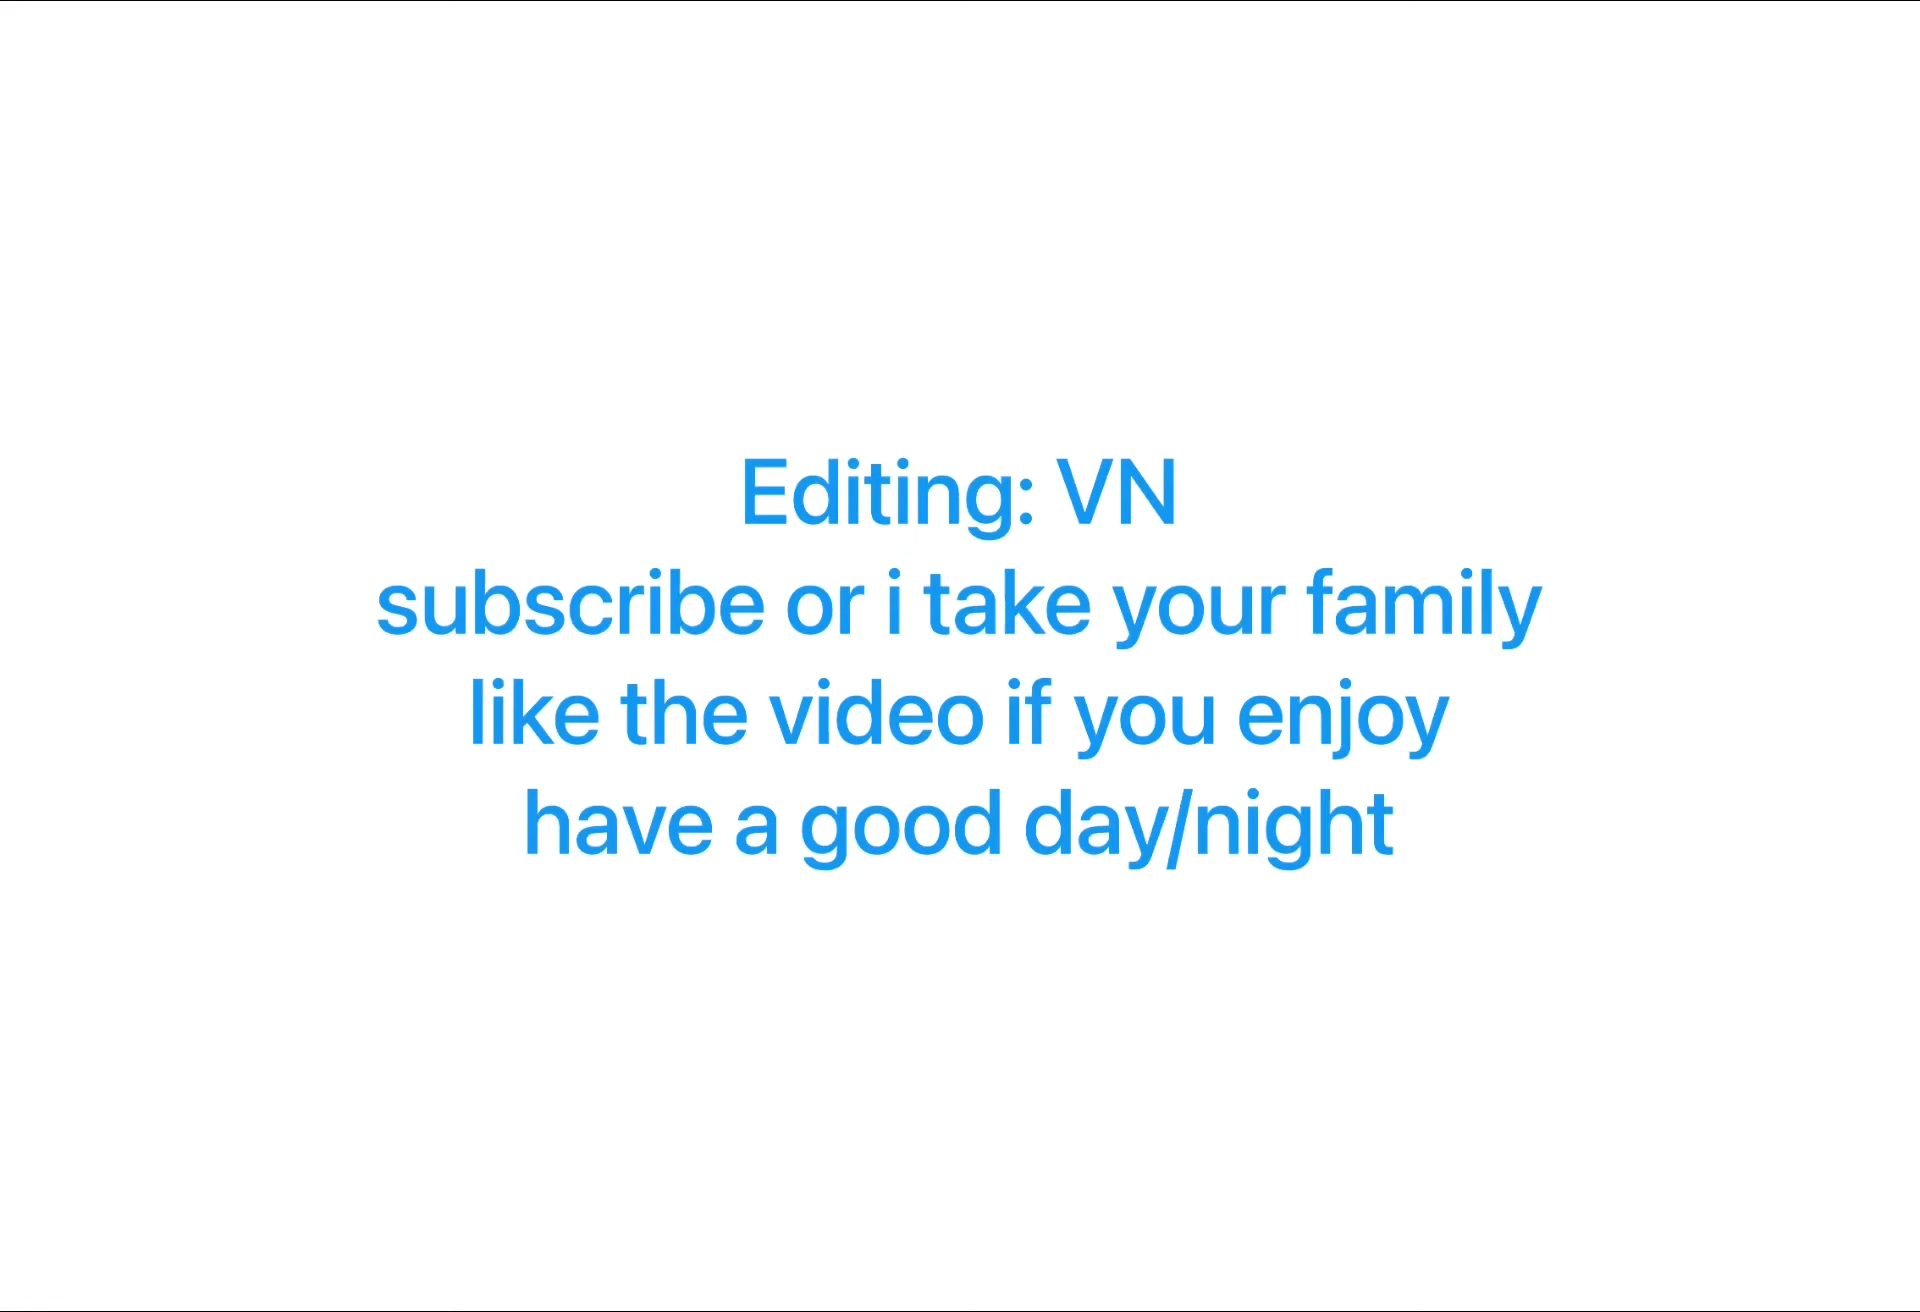 Editing: VN
subscribe or i take your family
like the video if you enjoy
have a good day/night